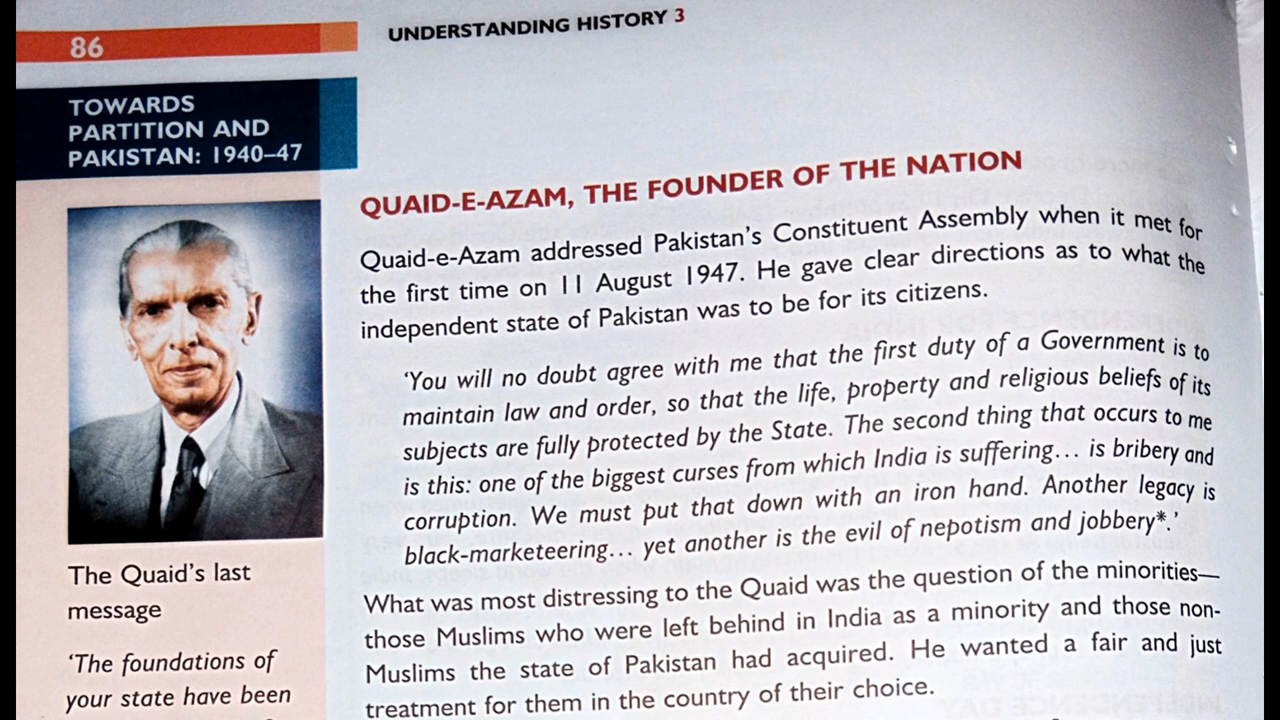 86
UNDERSTANDING HISTORY 3
TOWARDS
PARTITION AND
PAKISTAN: 1940–47
The Quaid's last
message
'The foundations of
your state have been
QUAID-E-AZAM, THE FOUNDER OF THE NATION
Quaid-e-Azam addressed Pakistan's Constituent Assembly when it met for
the first time on 11 August 1947. He gave clear directions as to what the
independent state of Pakistan was to be for its citizens.
'You will no doubt agree with me that the first duty of a Government is to
maintain law and order, so that the life, property and religious beliefs of its
subjects are fully protected by the State. The second thing that occurs to me
is this: one of the biggest curses from which India is suffering... is bribery and
corruption. We must put that down with an iron hand. Another legacy is
black-marketeering... yet another is the evil of nepotism and jobbery*.'
What was most distressing to the Quaid was the question of the minorities—
those Muslims who were left behind in India as a minority and those non-
Muslims the state of Pakistan had acquired. He wanted a fair and just
treatment for them in the country of their choice.